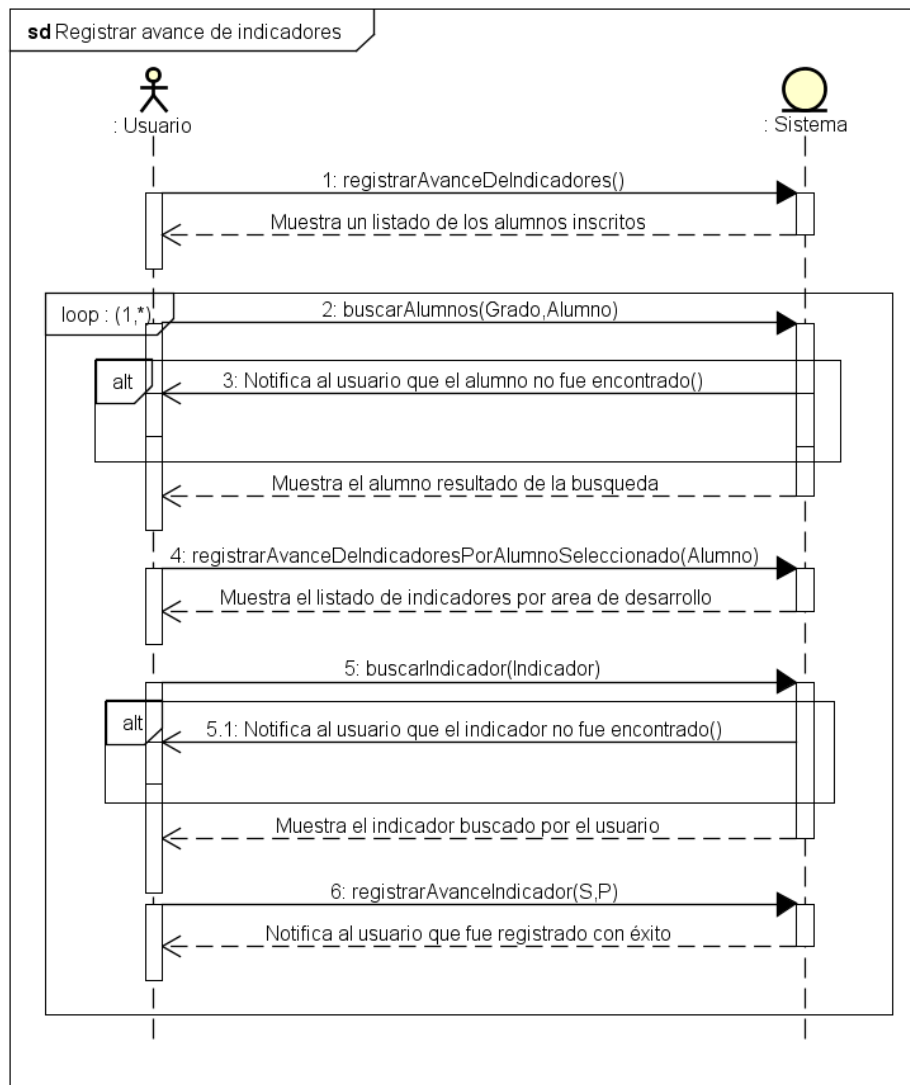 sd Registrar avance de indicadores
: Usuario
: Sistema
1: registrarAvanceDeIndicadores()
Muestra un listado de los alumnos inscritos
loop : (1,*)
2: buscarAlumnos(Grado,Alumno)
alt
3: Notifica al usuario que el alumno no fue encontrado()
Muestra el alumno resultado de la busqueda
4: registrarAvanceDeIndicadoresPorAlumnoSeleccionado(Alumno)
Muestra el listado de indicadores por area de desarrollo
5: buscarIndicador(Indicador)
alt
5.1: Notifica al usuario que el indicador no fue encontrado()
Muestra el indicador buscado por el usuario
6: registrarAvanceIndicador(S,P)
Notifica al usuario que fue registrado con éxito